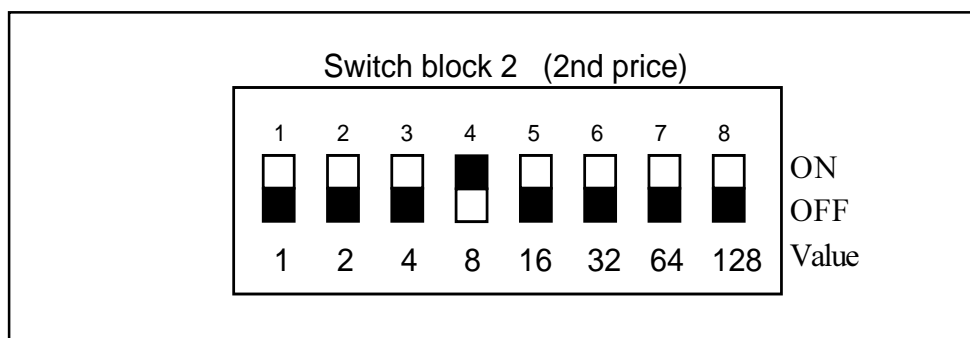 Switch block 2 (2nd price)
1 2 3 4 5 6 7 8
ON
OFF
1 2 4 8 16 32 64 128 Value